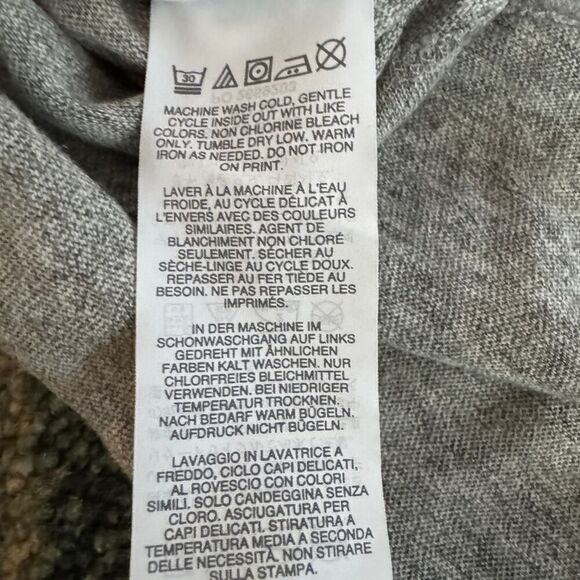 30
MACHINE WASH COLD, GENTLE
CYCLE INSIDE OUT WITH LIKE
COLORS. NON CHLORINE BLEACH
ONLY. TUMBLE DRY LOW. WARM
IRON AS NEEDED. DO NOT IRON
ON PRINT.
LAVER À LA MACHINE À L'EAU
FROIDE, AU CYCLE DÉLICAT À
L'ENVERS AVEC DES COULEURS
SIMILAIRES. AGENT DE
BLANCHIMENT NON CHLORÉ
SEULEMENT. SÉCHER AU
SÈCHE-LINGE AU CYCLE DOUX.
REPASSER AU FER TIÈDE AU
BESOIN. NE PAS REPASSER LES
IMPRIMÉS.
IN DER MASCHINE IM
SCHONWASCHGANG AUF LINKS
GEDREHT MIT ÄHNLICHEN
FARBEN KALT WASCHEN. NUR
CHLORFREIES BLEICHMITTEL
VERWENDEN. BEI NIEDRIGER
TEMPERATUR TROCKNEN.
NACH BEDARF WARM BÜGELN.
AUFDRUCK NICHT BÜGELN.
LAVAGGIO IN LAVATRICE A
FREDDO, CICLO CAPI DELICATI,
AL ROVESCIO CON COLORI
SIMILI. SOLO CANDEGGINA SENZA
CLORO. ASCIUGATURA PER
CAPI DELICATI. STIRATURA A
TEMPERATURA MEDIA A SECONDA
DELLE NECESSITÀ. NON STIRARE
SULLA STAMPA.